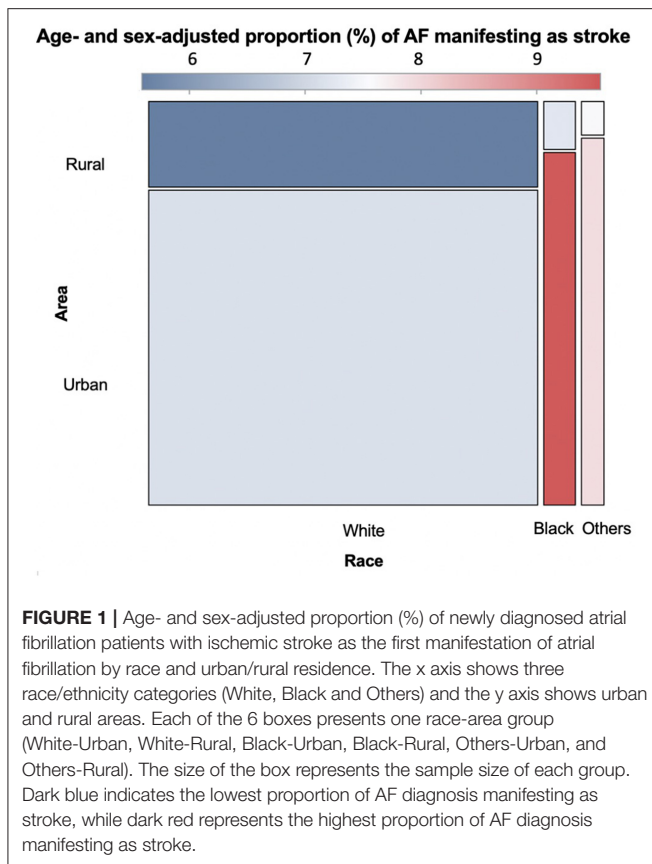 Age- and sex-adjusted proportion (%) of AF manifesting as stroke
6 7 8 9
Rural
Area
Urban
White Black Others
Race
FIGURE 1 | Age- and sex-adjusted proportion (%) of newly diagnosed atrial
fibrillation patients with ischemic stroke as the first manifestation of atrial
fibrillation by race and urban/rural residence. The x axis shows three
race/ethnicity categories (White, Black and Others) and the y axis shows urban
and rural areas. Each of the 6 boxes presents one race-area group
(White-Urban, White-Rural, Black-Urban, Black-Rural, Others-Urban, and
Others-Rural). The size of the box represents the sample size of each group.
Dark blue indicates the lowest proportion of AF diagnosis manifesting as
stroke, while dark red represents the highest proportion of AF diagnosis
manifesting as stroke.